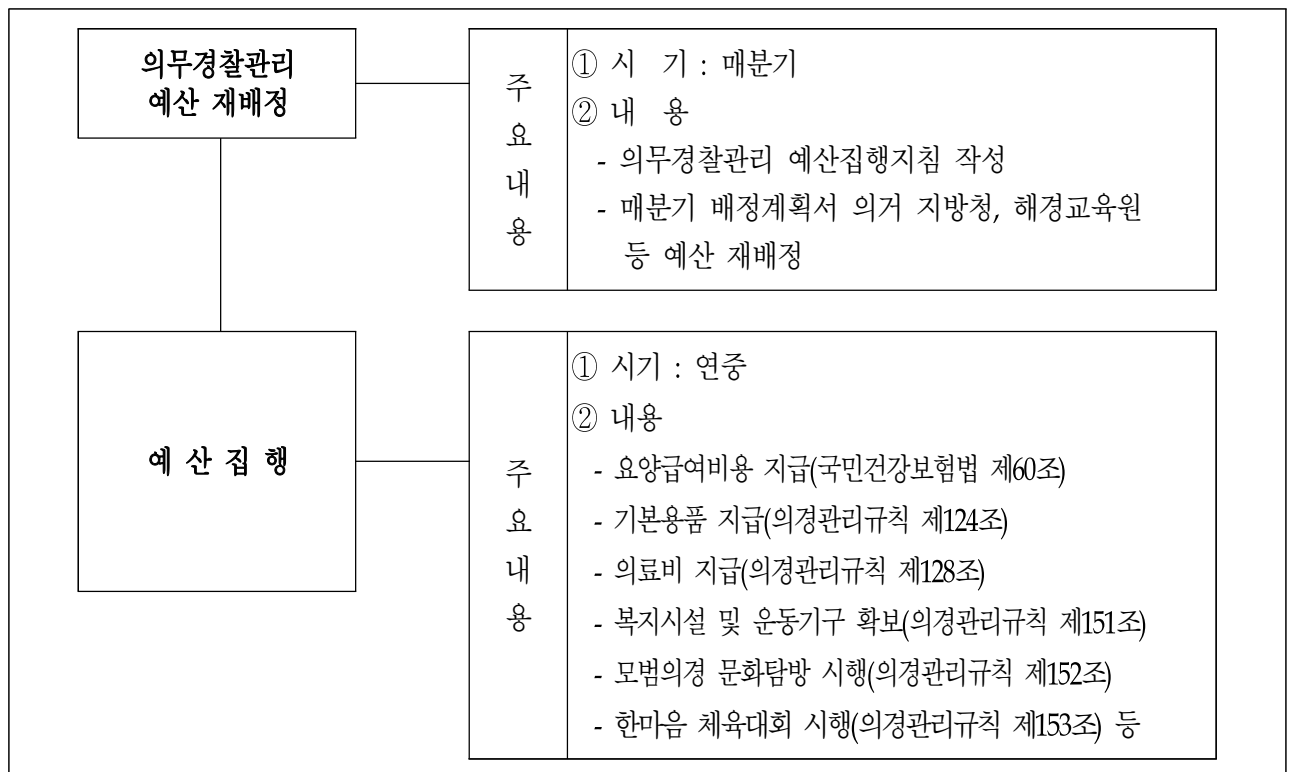 의무경찰관리
예산 재배정
주
요
내
용
① 시 기 : 매분기
② 내 용
- 의무경찰관리 예산집행지침 작성
- 매분기 배정계획서 의거 지방청, 해경교육원
등 예산 재배정
예 산 집 행
주
요
내
용
① 시기 : 연중
② 내용
- 요양급여비용 지급(국민건강보험법 제60조)
- 기본용품 지급(의경관리규칙 제124조)
- 의료비 지급(의경관리규칙 제128조)
- 복지시설 및 운동기구 확보(의경관리규칙 제151조)
- 모범의경 문화탐방 시행(의경관리규칙 제152조)
- 한마음 체육대회 시행(의경관리규칙 제153조) 등